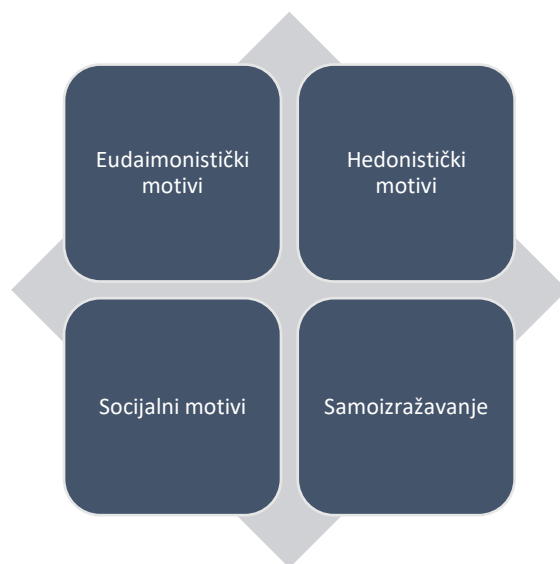 Eudaimonistički
motivi
Hedonistički
motivi
Socijalni motivi
Samoizražavanje